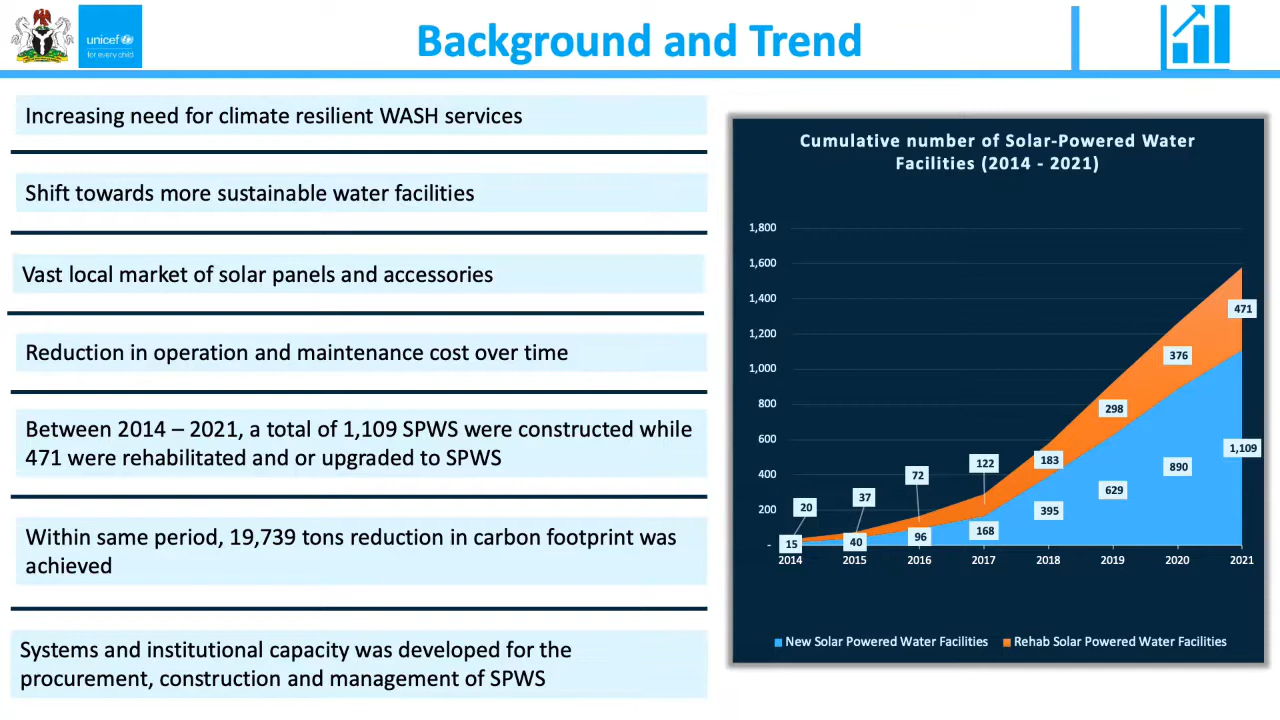 unicef
for every child
Background and Trend
Increasing need for climate resilient WASH services
Shift towards more sustainable water facilities
Vast local market of solar panels and accessories
Reduction in operation and maintenance cost over time
Between 2014 – 2021, a total of 1,109 SPWS were constructed while
471 were rehabilitated and or upgraded to SPWS
Within same period, 19,739 tons reduction in carbon footprint was
achieved
Systems and institutional capacity was developed for the
procurement, construction and management of SPWS
Cumulative number of Solar-Powered Water
Facilities (2014 - 2021)
1,800
1,600
1,400
1,200
1,000
800
600
400
200
-
20
37
72
122
183
298
376
471
15
40
96
168
395
629
890
1,109
2014 2015 2016 2017 2018 2019 2020 2021
New Solar Powered Water Facilities Rehab Solar Powered Water Facilities